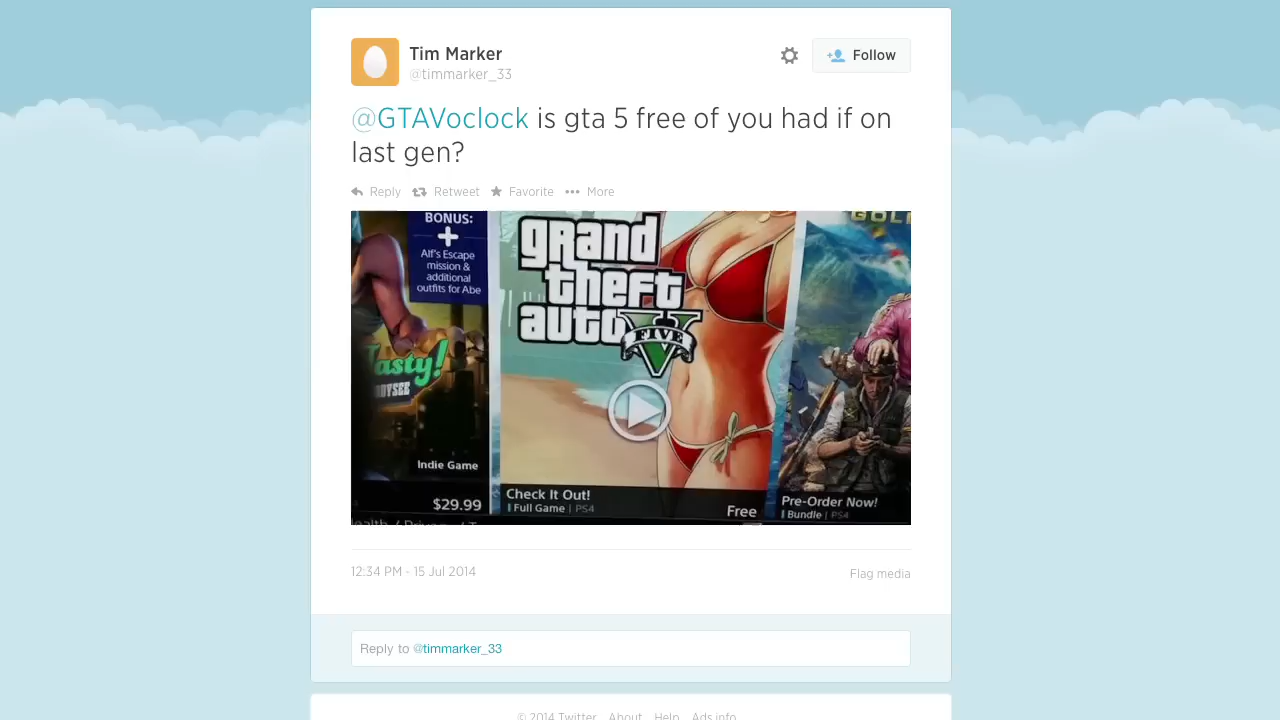 Tim Marker
@timmarker_33
Follow
@GTAVoclock is gta 5 free of you had if on
last gen?
Reply Retweet Favorite More
BONUS:
+
Alf's Escape
mission &
additional
outfits for Abe
Tasty!
Indie Game
$29.99
grand
theft
auto
V
FIVE
Check It Out!
Full Game | PS4
Free
Pre-Order Now!
Bundle | PS4
12:34 PM - 15 Jul 2014
Flag media
Reply to @timmarker_33
© 2014 Twitter About Help Ads info